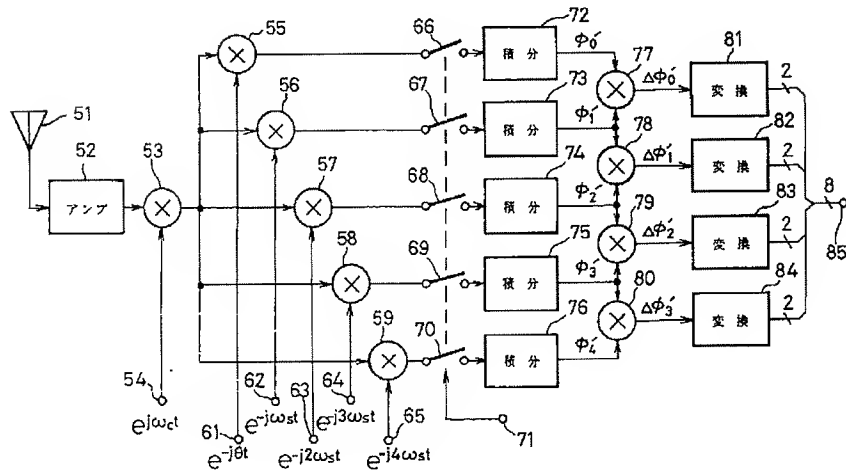 55
66
72
積分
Φ₀′
77
ΔΦ₀′
81
変換
2
51
56
67
73
積分
Φ₁′
78
ΔΦ₁′
82
変換
2
52
アンプ
53
57
68
74
積分
Φ₂′
79
ΔΦ₂′
83
変換
2
8
85
58
69
75
積分
Φ₃′
80
ΔΦ₃′
84
変換
2
59
70
76
積分
Φ₄′
54
e^jωct
61
e^-jθt
62
e^-jωst
63
e^-j2ωst
64
e^-j3ωst
65
e^-j4ωst
71